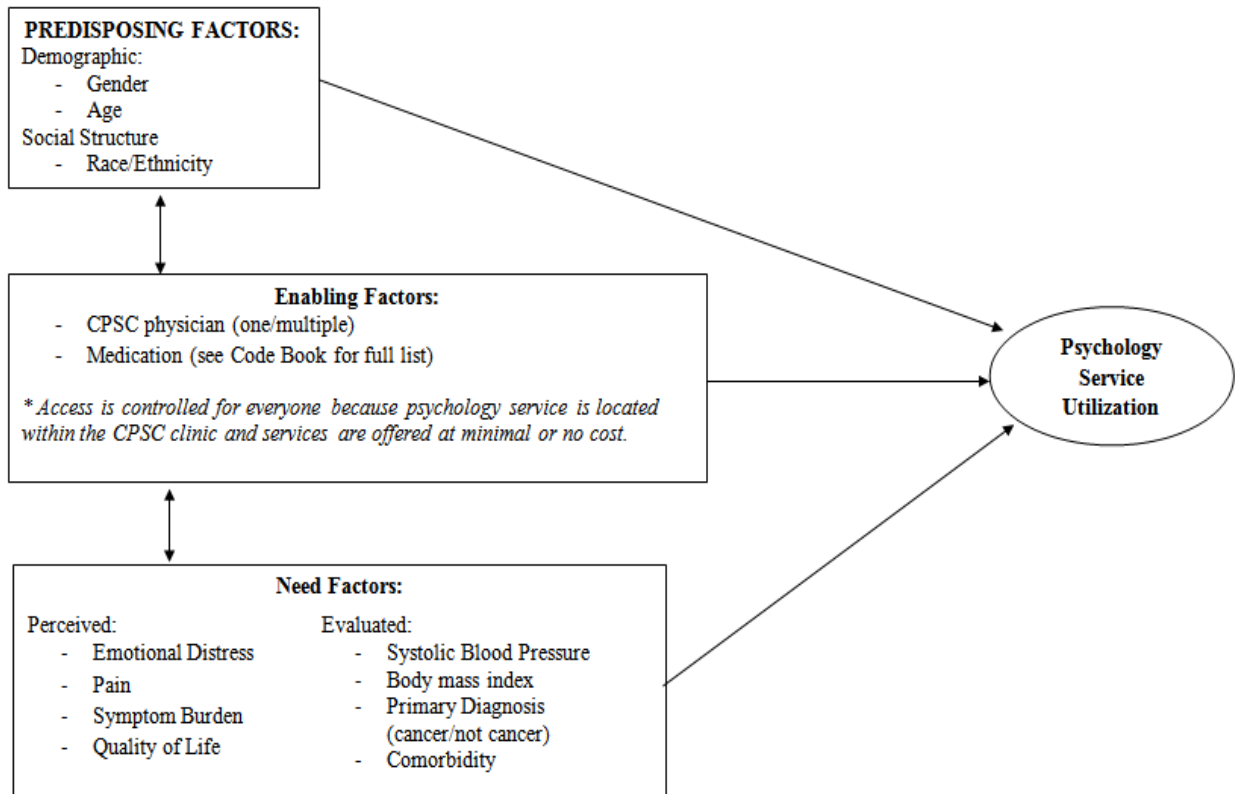 PREDISPOSING FACTORS:
Demographic:
- Gender
- Age
Social Structure
- Race/Ethnicity
Enabling Factors:
- CPSC physician (one/multiple)
- Medication (see Code Book for full list)
* Access is controlled for everyone because psychology service is located
within the CPSC clinic and services are offered at minimal or no cost.
Psychology
Service
Utilization
Need Factors:
Perceived:
- Emotional Distress
- Pain
- Symptom Burden
- Quality of Life
Evaluated:
- Systolic Blood Pressure
- Body mass index
- Primary Diagnosis
(cancer/not cancer)
- Comorbidity